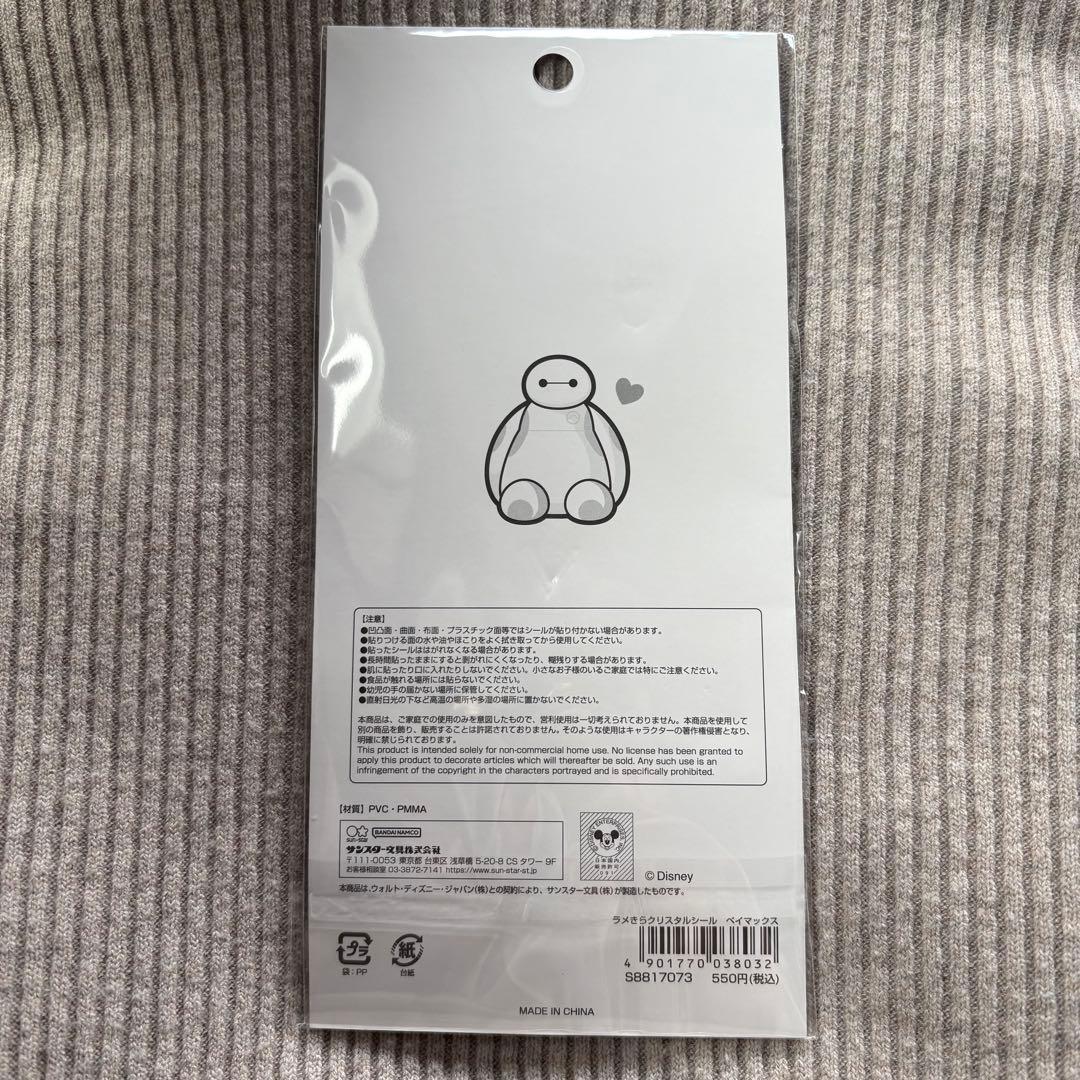 【注意】
●凹凸面・曲面・布面・プラスチック面等ではシールが貼り付かない場合があります。
●貼りつける面の水や油やほこりをよく拭き取ってから使用してください。
●貼ったシールははがれなくなる場合があります。
●長時間貼ったままにすると剥がれにくくなったり、糊残りする場合があります。
●肌に貼ったり口に入れたりしないでください。小さなお子様のいるご家庭では特にご注意ください。
●食品が触れる場所には貼らないでください。
●幼児の手の届かない場所に保管してください。
●直射日光の下など高温の場所や多湿の場所に置かないでください。
本商品は、ご家庭での使用のみを意図したもので、営利使用は一切考えられておりません。本商品を使用して
別の商品を飾り、販売することは許諾されておりません。そのような使用はキャラクターの著作権侵害となり、
明確に禁じられております。
This product is intended solely for non-commercial home use. No license has been granted to
apply this product to decorate articles which will thereafter be sold. Any such use is an
infringement of the copyright in the characters portrayed and is specifically prohibited.
【材質】PVC・PMMA
sun-star BANDAI NAMCO
サンスター文具株式会社
〒111-0053 東京都 台東区 浅草橋 5-20-8 CS タワー 9F
お客様相談室 03-3872-7141 https://www.sun-star-st.jp
ENTERPRISES
日本国内
販売許可
© Disney
本商品は、ウォルト・ディズニー・ジャパン(株)との契約により、サンスター文具(株)が製造したものです。
ラメきらクリスタルシール ベイマックス
4 901770 038032
S8817073 550円(税込)
プラ
袋:PP
紙
台紙
MADE IN CHINA